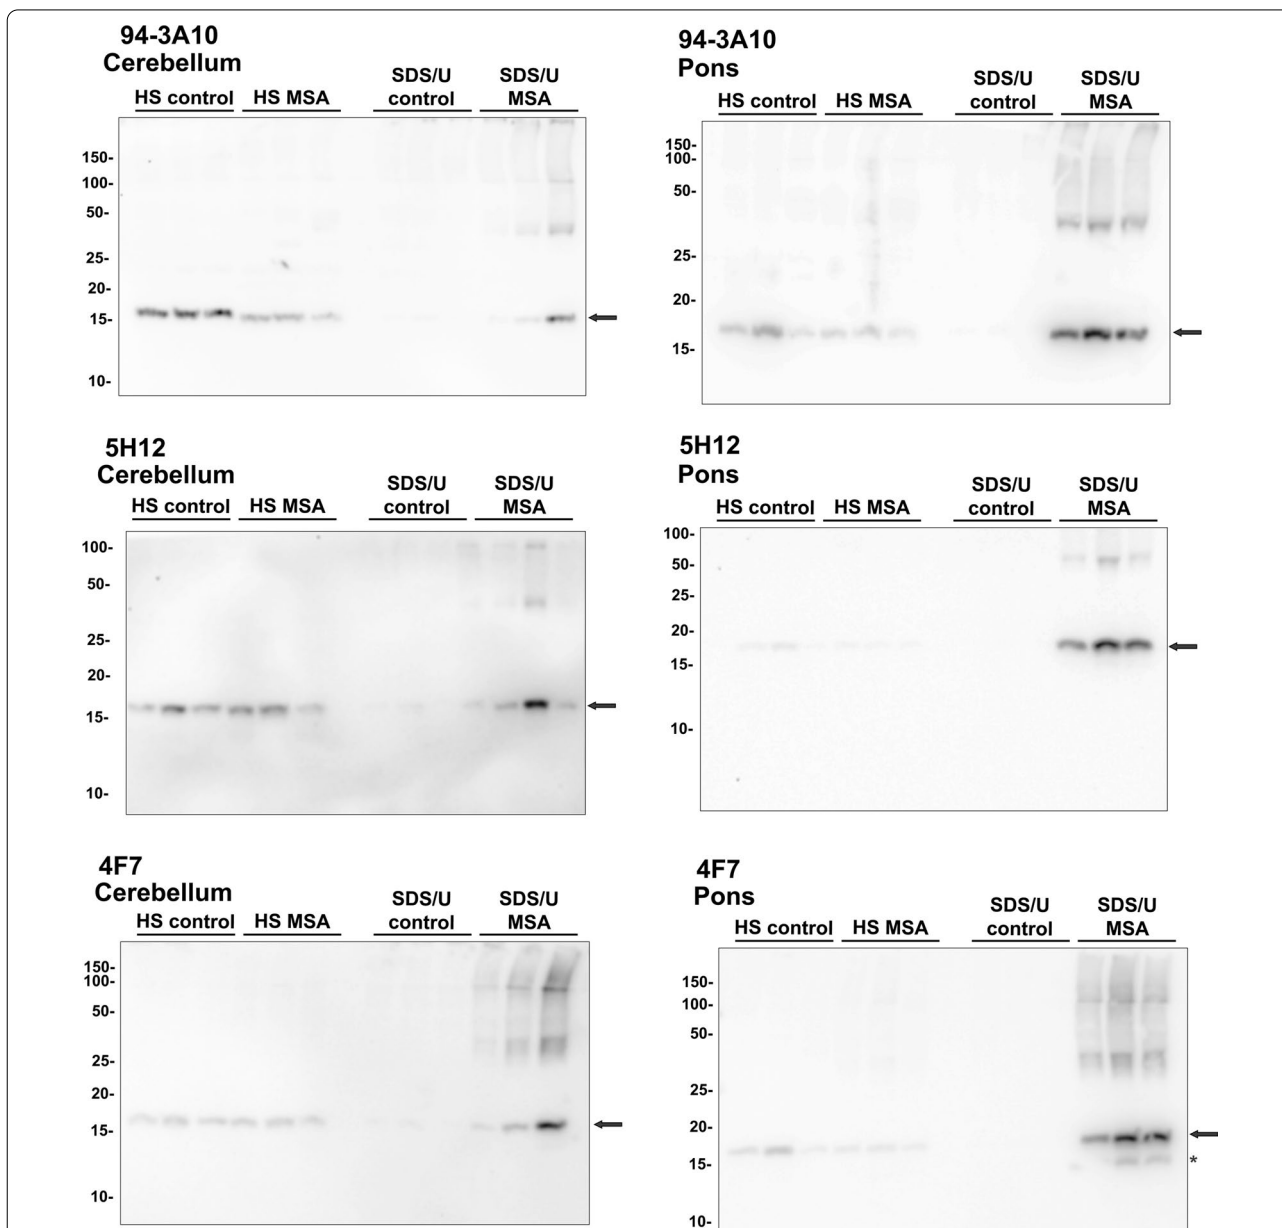 94-3A10
Cerebellum
HS control HS MSA SDS/U control SDS/U MSA
150-
100-
50-
25-
20-
15-
10-
94-3A10
Pons
HS control HS MSA SDS/U control SDS/U MSA
150-
100-
50-
25-
20-
15-
5H12
Cerebellum
HS control HS MSA SDS/U control SDS/U MSA
100-
50-
25-
20-
15-
10-
5H12
Pons
HS control HS MSA SDS/U control SDS/U MSA
100-
50-
25-
20-
15-
10-
4F7
Cerebellum
HS control HS MSA SDS/U control SDS/U MSA
150-
100-
50-
25-
20-
15-
10-
4F7
Pons
HS control HS MSA SDS/U control SDS/U MSA
150-
100-
50-
25-
20-
15-
*
10-